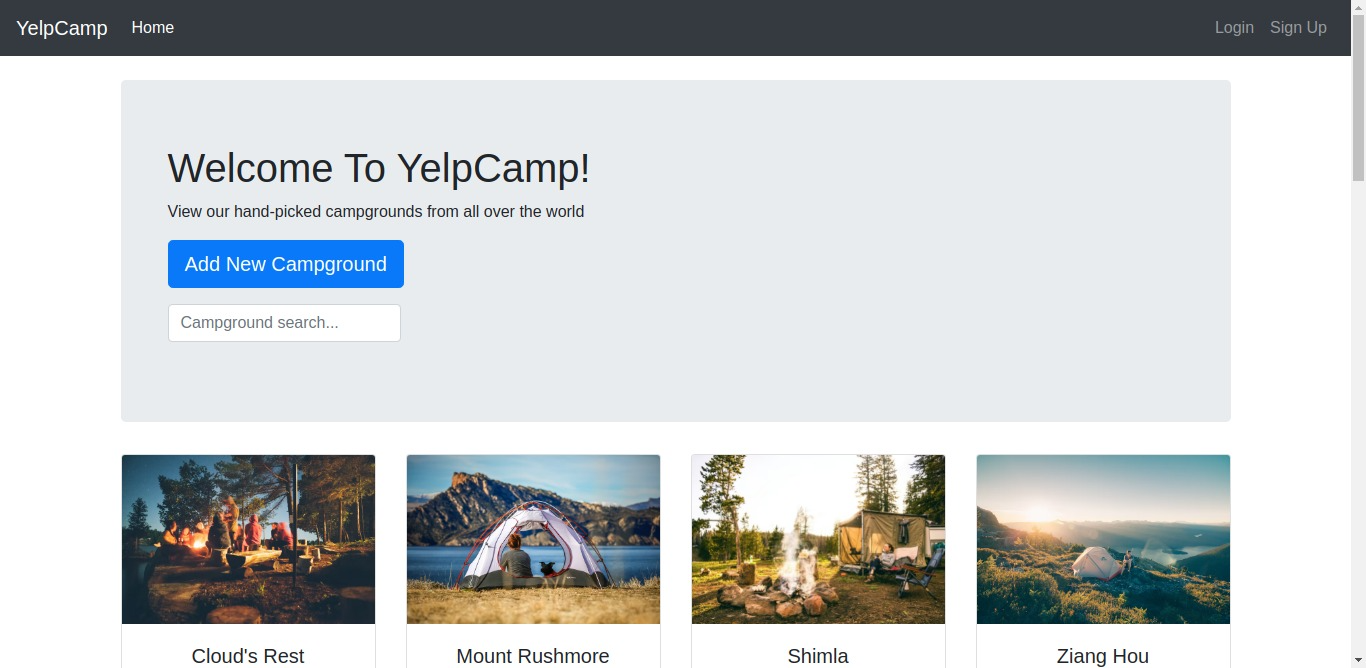 YelpCamp Home Login Sign Up
Welcome To YelpCamp!
View our hand-picked campgrounds from all over the world
Add New Campground
Campground search...
Cloud's Rest Mount Rushmore Shimla Ziang Hou